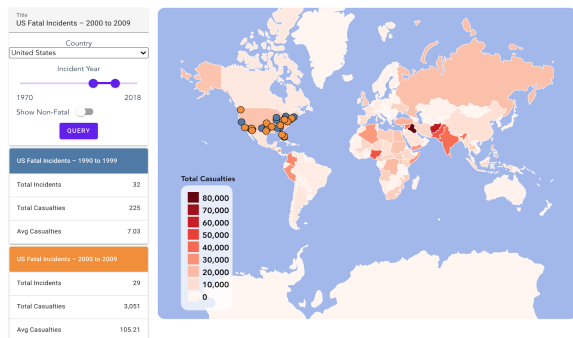 Title
US Fatal Incidents – 2000 to 2009
Country
United States
Incident Year
1970 2018
Show Non-Fatal
QUERY
US Fatal Incidents – 1990 to 1999
Total Incidents 32
Total Casualties 225
Avg Casualties 7.03
US Fatal Incidents – 2000 to 2009
Total Incidents 29
Total Casualties 3,051
Avg Casualties 105.21
Total Casualties
80,000
70,000
60,000
50,000
40,000
30,000
20,000
10,000
0